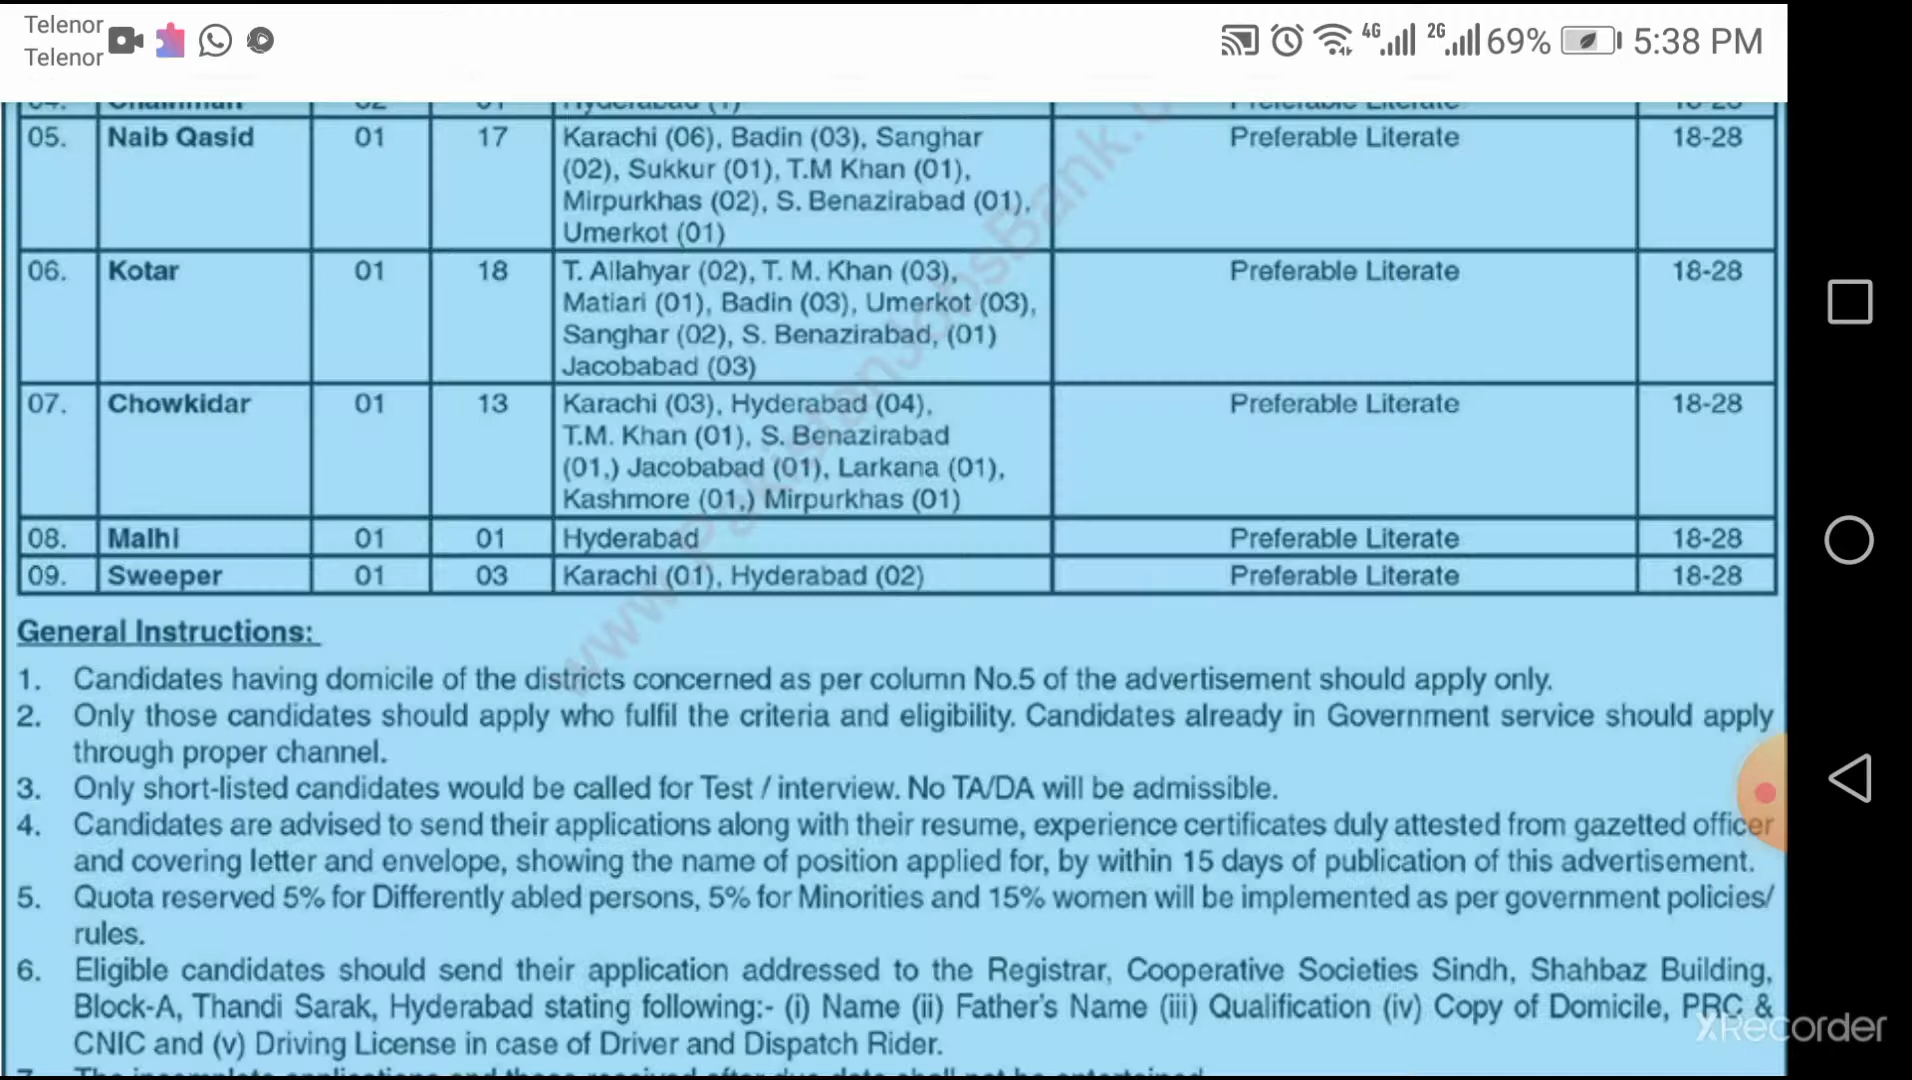 Telenor
Telenor
4G 2G 69% 5:38 PM
05. Naib Qasid 01 17 Karachi (06), Badin (03), Sanghar Preferable Literate 18-28
(02), Sukkur (01), T.M Khan (01),
Mirpurkhas (02), S. Benazirabad (01),
Umerkot (01)
06. Kotar 01 18 T. Allahyar (02), T. M. Khan (03), Preferable Literate 18-28
Matiari (01), Badin (03), Umerkot (03),
Sanghar (02), S. Benazirabad, (01)
Jacobabad (03)
07. Chowkidar 01 13 Karachi (03), Hyderabad (04), Preferable Literate 18-28
T.M. Khan (01), S. Benazirabad
(01,) Jacobabad (01), Larkana (01),
Kashmore (01,) Mirpurkhas (01)
08. Malhi 01 01 Hyderabad Preferable Literate 18-28
09. Sweeper 01 03 Karachi (01), Hyderabad (02) Preferable Literate 18-28
General Instructions:
1. Candidates having domicile of the districts concerned as per column No.5 of the advertisement should apply only.
2. Only those candidates should apply who fulfil the criteria and eligibility. Candidates already in Government service should apply
through proper channel.
3. Only short-listed candidates would be called for Test / interview. No TA/DA will be admissible.
4. Candidates are advised to send their applications along with their resume, experience certificates duly attested from gazetted officer
and covering letter and envelope, showing the name of position applied for, by within 15 days of publication of this advertisement.
5. Quota reserved 5% for Differently abled persons, 5% for Minorities and 15% women will be implemented as per government policies/
rules.
6. Eligible candidates should send their application addressed to the Registrar, Cooperative Societies Sindh, Shahbaz Building,
Block-A, Thandi Sarak, Hyderabad stating following:- (i) Name (ii) Father's Name (iii) Qualification (iv) Copy of Domicile, PRC &
CNIC and (v) Driving License in case of Driver and Dispatch Rider.
XRecorder